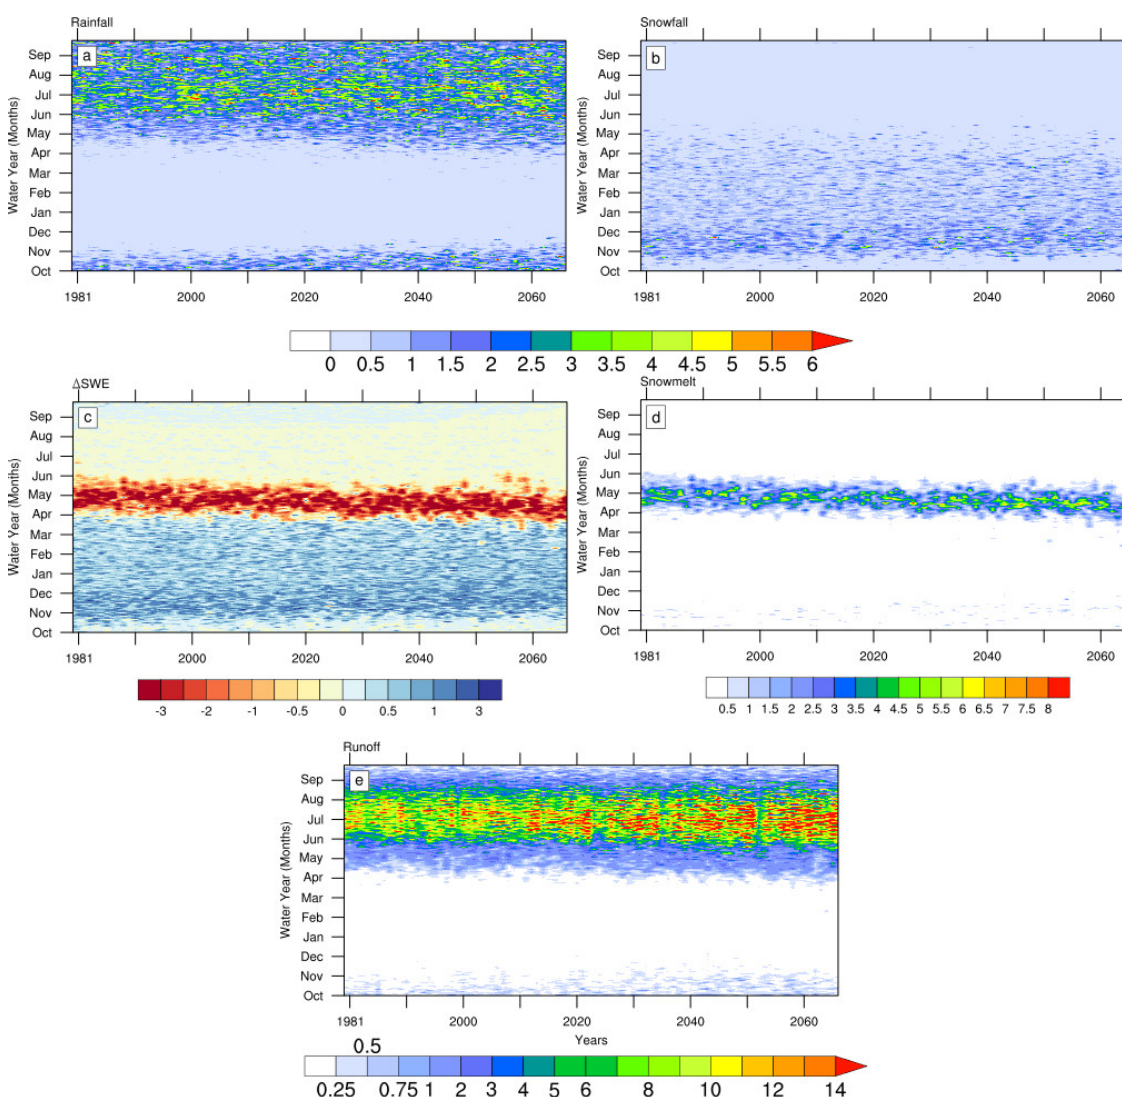 Rainfall
a
Sep
Aug
Jul
Jun
May
Apr
Mar
Feb
Jan
Dec
Nov
Oct
Water Year (Months)
1981 2000 2020 2040 2060
Snowfall
b
Sep
Aug
Jul
Jun
May
Apr
Mar
Feb
Jan
Dec
Nov
Oct
Water Year (Months)
1981 2000 2020 2040 2060
0 0.5 1 1.5 2 2.5 3 3.5 4 4.5 5 5.5 6
ΔSWE
c
Sep
Aug
Jul
Jun
May
Apr
Mar
Feb
Jan
Dec
Nov
Oct
Water Year (Months)
1981 2000 2020 2040 2060
-3 -2 -1 -0.5 0 0.5 1 3
Snowmelt
d
Sep
Aug
Jul
Jun
May
Apr
Mar
Feb
Jan
Dec
Nov
Oct
Water Year (Months)
1981 2000 2020 2040 2060
0.5 1 1.5 2 2.5 3 3.5 4 4.5 5 5.5 6 6.5 7 7.5 8
Runoff
e
Sep
Aug
Jul
Jun
May
Apr
Mar
Feb
Jan
Dec
Nov
Oct
Water Year (Months)
1981 2000 2020 2040 2060
Years
0.5
0.25 0.75 1 2 3 4 5 6 8 10 12 14